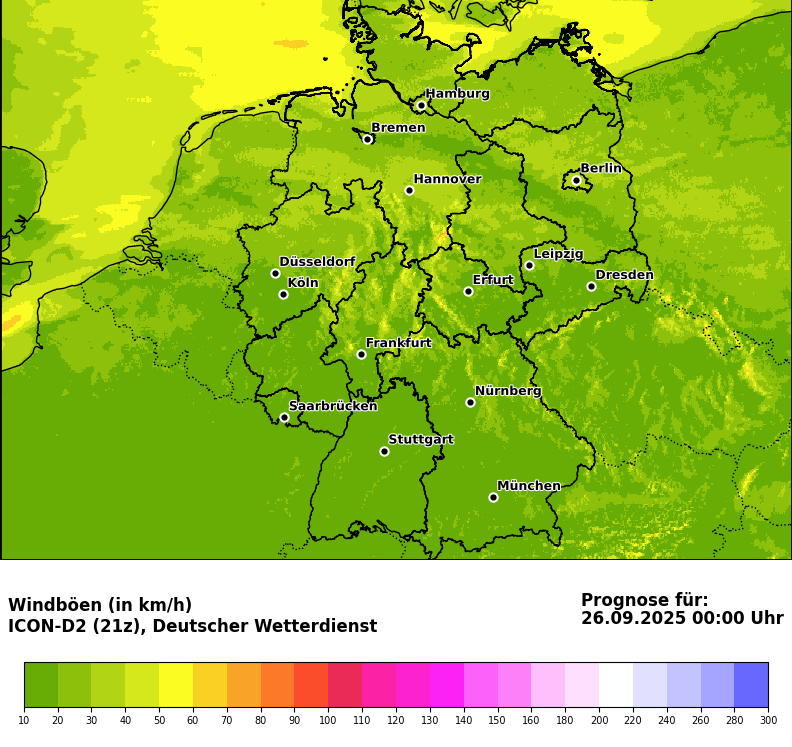 Hamburg
Bremen
Berlin
Hannover
Leipzig
Düsseldorf
Dresden
Köln
Erfurt
Frankfurt
Nürnberg
Saarbrücken
Stuttgart
München
Windböen (in km/h)
ICON-D2 (21z), Deutscher Wetterdienst
Prognose für:
26.09.2025 00:00 Uhr
10 20 30 40 50 60 70 80 90 100 110 120 130 140 150 160 180 200 220 240 260 280 300